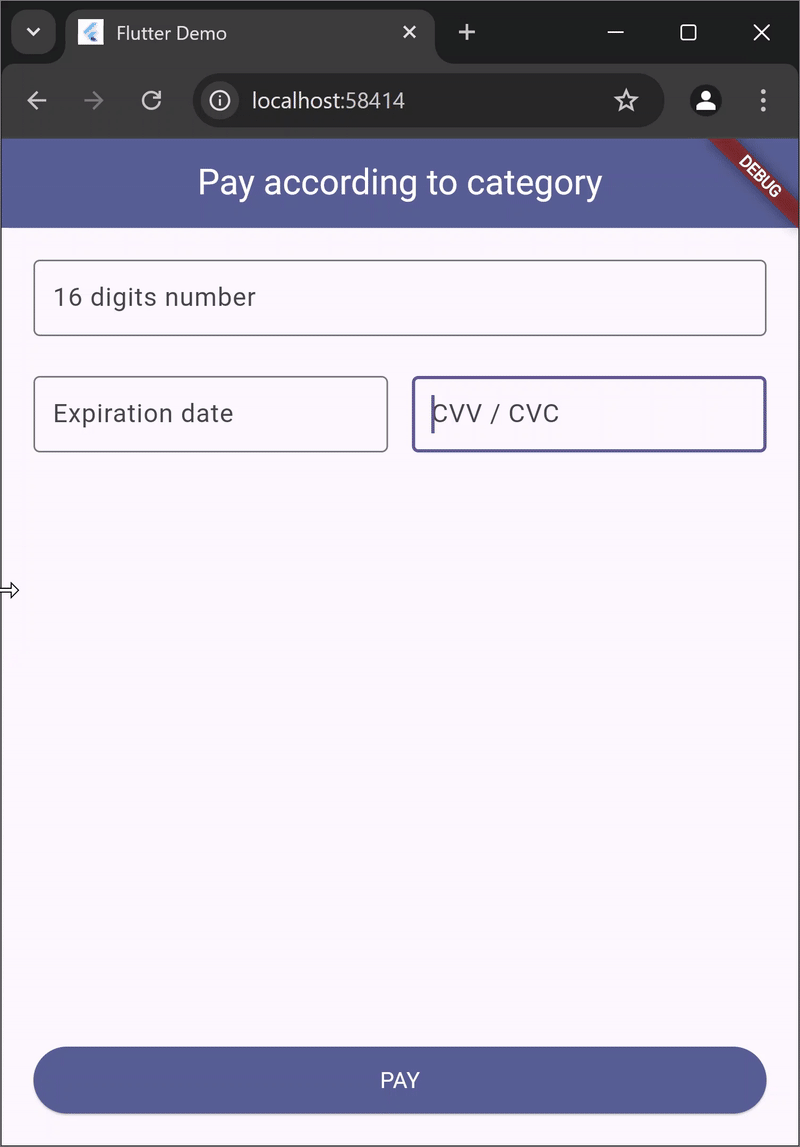 Flutter Demo
localhost:58414
Pay according to category
DEBUG
16 digits number
Expiration date
CVV / CVC
PAY